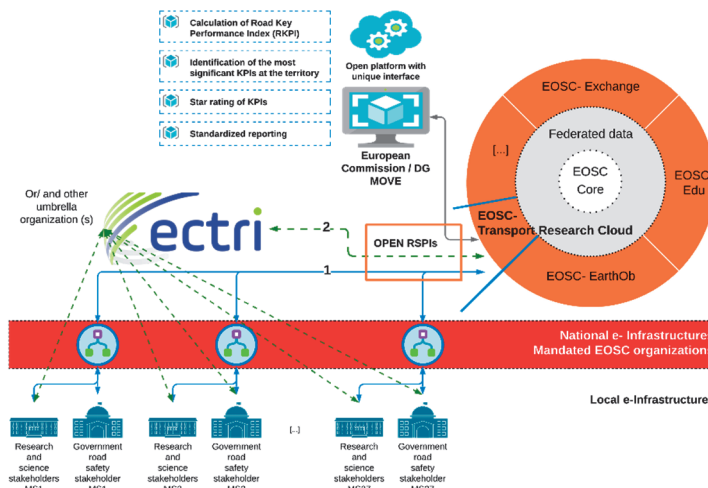 Calculation of Road Key
Performance Index (RKPI)
Identification of the most
significant KPIs at the territory
Star rating of KPIs
Standardized reporting
Open platform with
unique interface
European
Commission / DG
MOVE
EOSC- Exchange
Federated data
[...]
EOSC
Core
EOSC
Edu
EOSC-
Transport Research Cloud
EOSC- EarthOb
Or/ and other
umbrella
organization (s)
ectri
2
OPEN RSPIs
1
National e- Infrastructure
Mandated EOSC organizations
Local e-Infrastructure
Research
and
science
stakeholders
MS1
Government
road
safety
stakeholder
MS1
Research
and
science
stakeholders
Government
road
safety
stakeholder
[...]
Research
and
science
stakeholders
MS27
Government
road
safety
stakeholder
MS27